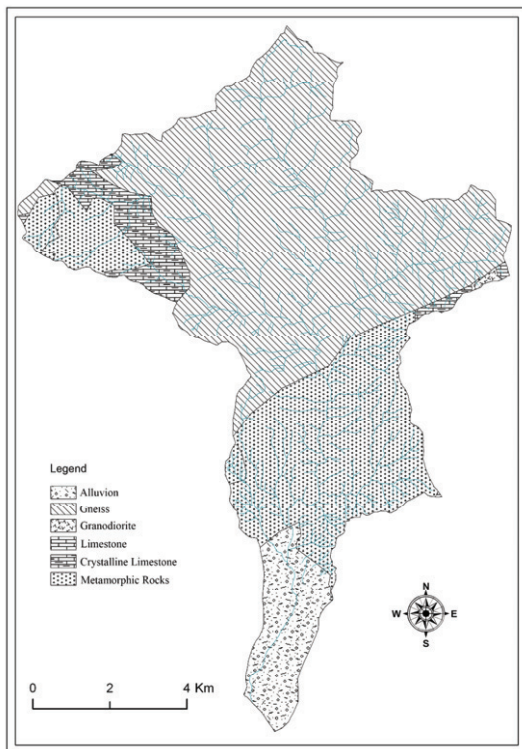 Legend
Alluvion
Gneiss
Granodiorite
Limestone
Crystalline Limestone
Metamorphic Rocks
N
W E
S
0 2 4 Km